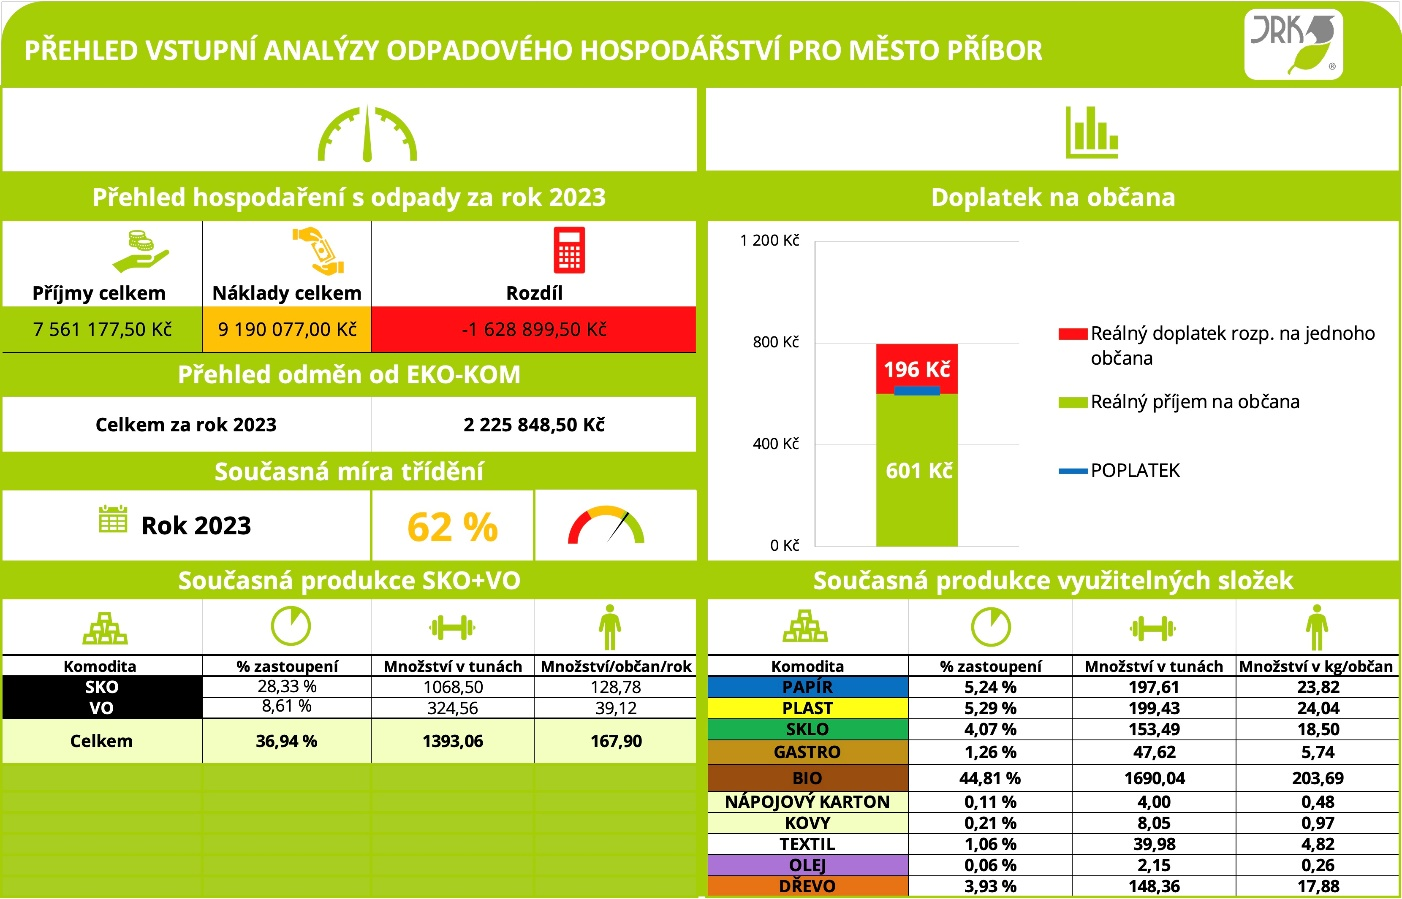 PŘEHLED VSTUPNÍ ANALÝZY ODPADOVÉHO HOSPODÁŘSTVÍ PRO MĚSTO PŘÍBOR
JRK
®
Přehled hospodaření s odpady za rok 2023
Příjmy celkem Náklady celkem Rozdíl
7 561 177,50 Kč 9 190 077,00 Kč -1 628 899,50 Kč
Přehled odměn od EKO-KOM
Celkem za rok 2023 2 225 848,50 Kč
Současná míra třídění
Rok 2023 62 %
Doplatek na občana
1 200 Kč
800 Kč
400 Kč
0 Kč
196 Kč
601 Kč
Reálný doplatek rozp. na jednoho
občana
Reálný příjem na občana
POPLATEK
Současná produkce SKO+VO
Komodita % zastoupení Množství v tunách Množství/občan/rok
SKO 28,33 % 1068,50 128,78
VO 8,61 % 324,56 39,12
Celkem 36,94 % 1393,06 167,90
Současná produkce využitelných složek
Komodita % zastoupení Množství v tunách Množství v kg/občan
PAPÍR 5,24 % 197,61 23,82
PLAST 5,29 % 199,43 24,04
SKLO 4,07 % 153,49 18,50
GASTRO 1,26 % 47,62 5,74
BIO 44,81 % 1690,04 203,69
NÁPOJOVÝ KARTON 0,11 % 4,00 0,48
KOVY 0,21 % 8,05 0,97
TEXTIL 1,06 % 39,98 4,82
OLEJ 0,06 % 2,15 0,26
DŘEVO 3,93 % 148,36 17,88